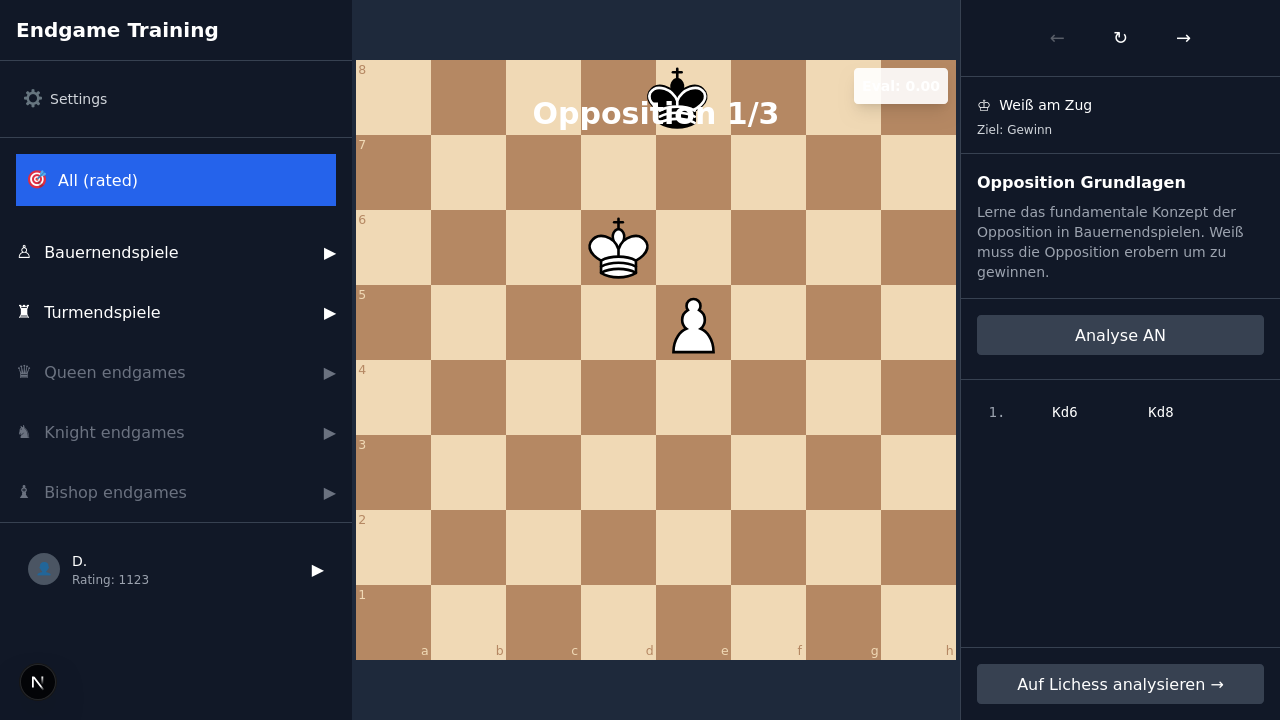 Endgame Training
Settings
All (rated)
Bauernendspiele
Turmendspiele
Queen endgames
Knight endgames
Bishop endgames
D.
Rating: 1123
N
Opposition 1/3
Eval: 0.00
8
7
6
5
4
3
2
1
a b c d e f g h
Weiß am Zug
Ziel: Gewinn
Opposition Grundlagen
Lerne das fundamentale Konzept der
Opposition in Bauernendspielen. Weiß
muss die Opposition erobern um zu
gewinnen.
Analyse AN
1. Kd6 Kd8
Auf Lichess analysieren →